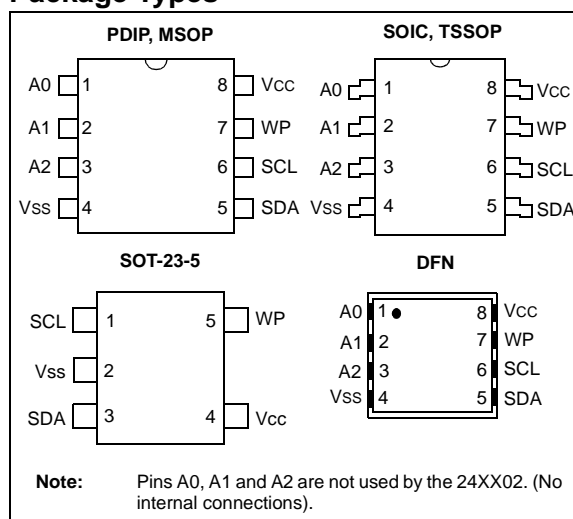 Package Types
PDIP, MSOP
A0 1 8 VCC
A1 2 7 WP
A2 3 6 SCL
VSS 4 5 SDA
SOIC, TSSOP
A0 1 8 VCC
A1 2 7 WP
A2 3 6 SCL
VSS 4 5 SDA
SOT-23-5
SCL 1 5 WP
Vss 2
SDA 3 4 Vcc
DFN
A0 1 8 VCC
A1 2 7 WP
A2 3 6 SCL
VSS 4 5 SDA
Note: Pins A0, A1 and A2 are not used by the 24XX02. (No
internal connections).